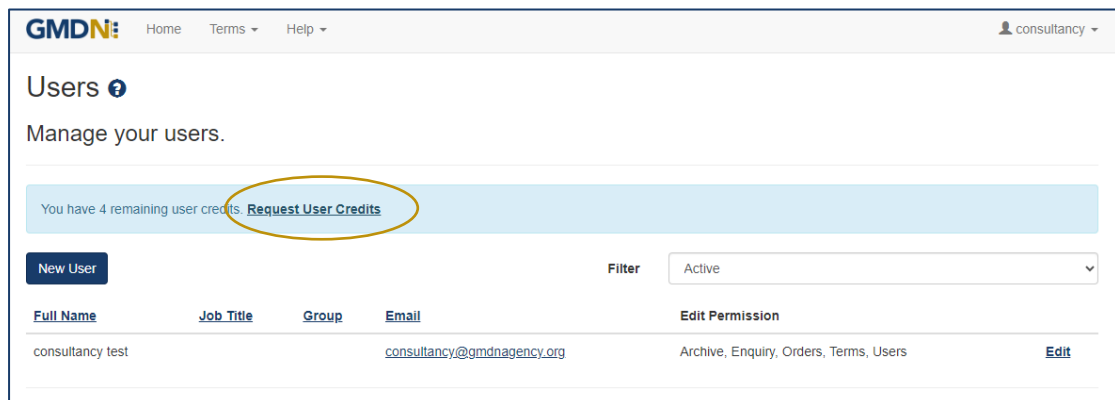 GMDN Home Terms Help consultancy
Users ?
Manage your users.
You have 4 remaining user credits. Request User Credits
New User Filter Active
Full Name Job Title Group Email Edit Permission
consultancy test consultancy@gmdnagency.org Archive, Enquiry, Orders, Terms, Users Edit